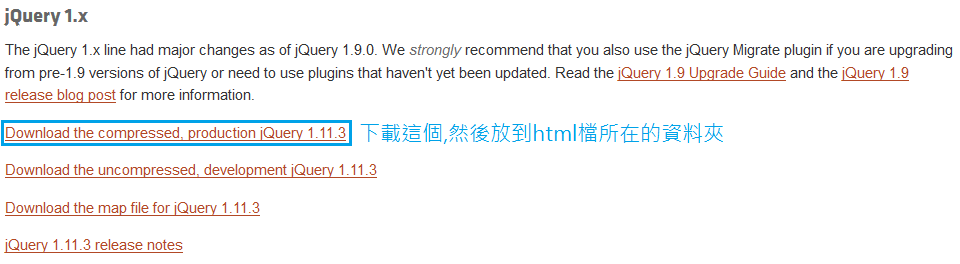 jQuery 1.x
The jQuery 1.x line had major changes as of jQuery 1.9.0. We strongly recommend that you also use the jQuery Migrate plugin if you are upgrading
from pre-1.9 versions of jQuery or need to use plugins that haven't yet been updated. Read the jQuery 1.9 Upgrade Guide and the jQuery 1.9
release blog post for more information.
Download the compressed, production jQuery 1.11.3 下載這個,然後放到html檔所在的資料夾
Download the uncompressed, development jQuery 1.11.3
Download the map file for jQuery 1.11.3
jQuery 1.11.3 release notes